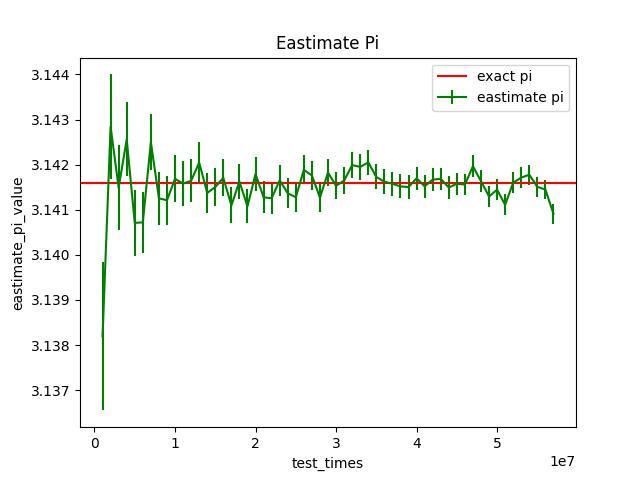 Eastimate Pi
exact pi
eastimate pi
3.144
3.143
3.142
3.141
3.140
3.139
3.138
3.137
eastimate_pi_value
0
1
2
3
4
5
1e7
test_times